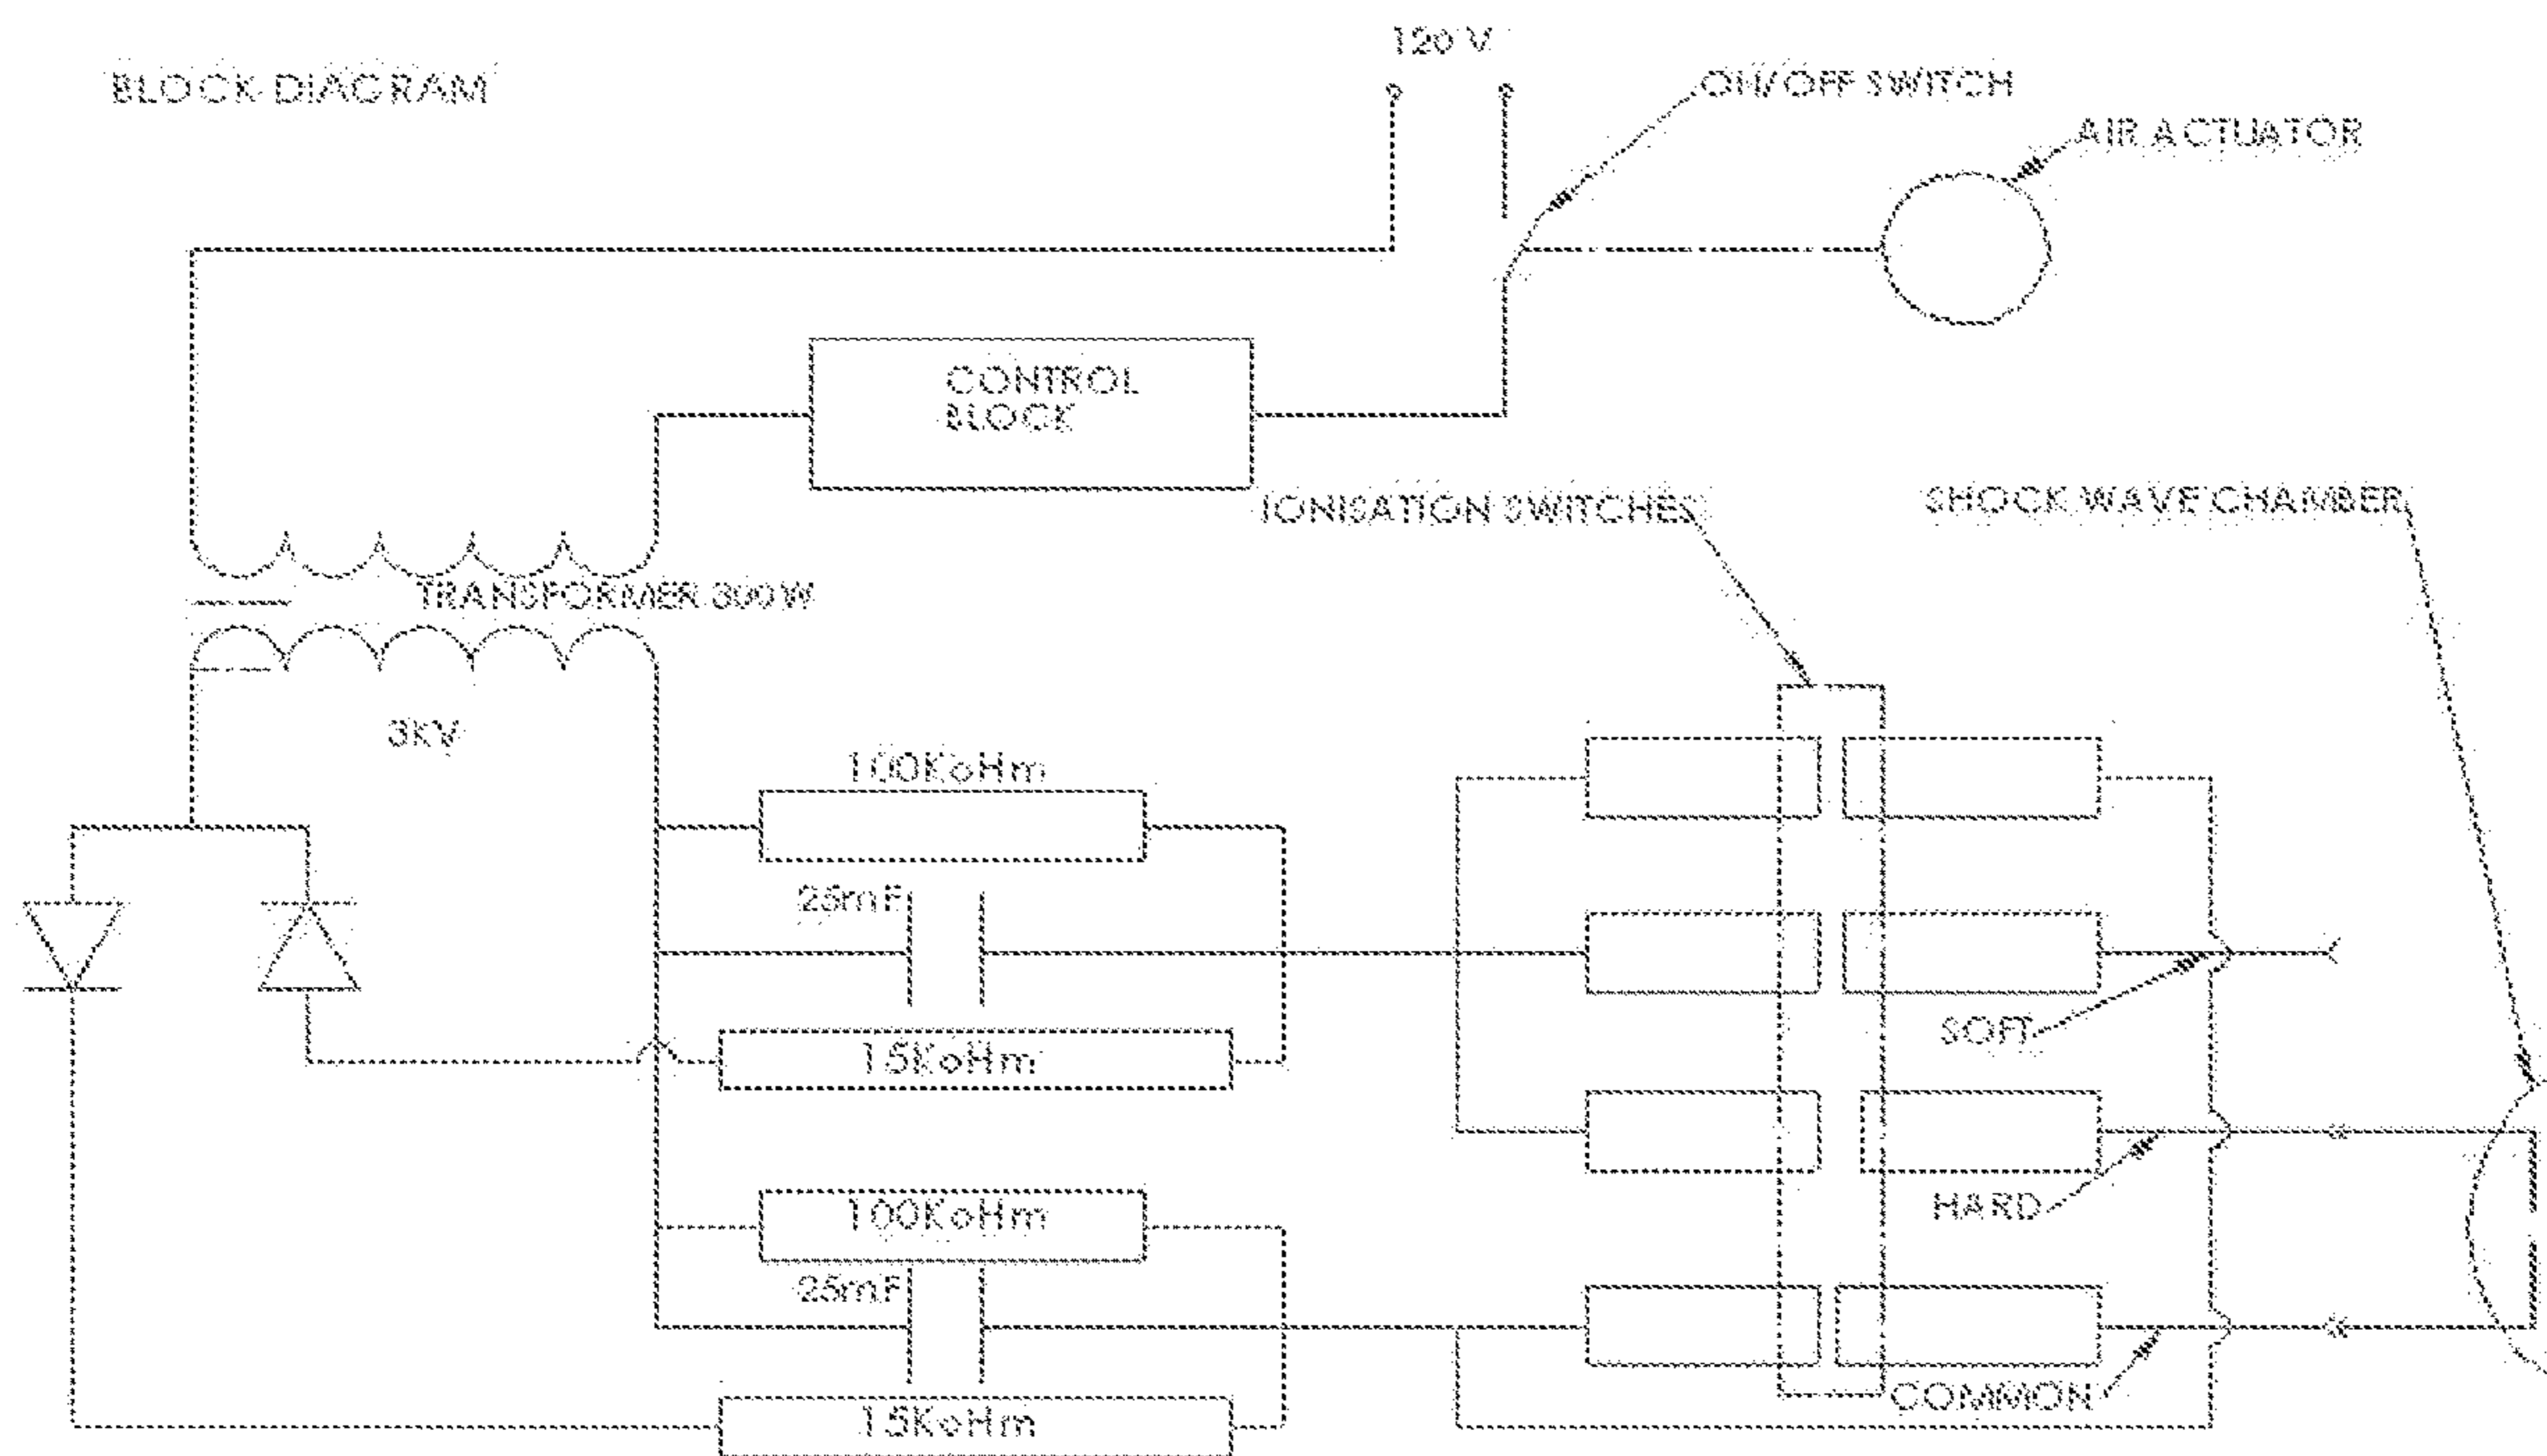 120 V
BLOCK DIAGRAM
ON/OFF SWITCH
AIR ACTUATOR
CONTROL
BLOCK
IONISATION SWITCHES
SHOCK WAVE CHAMBER
TRANSFORMER 300W
3KV
100KoHm
25mF
SOFT
15KoHm
HARD
100KoHm
25mF
COMMON
15KoHm